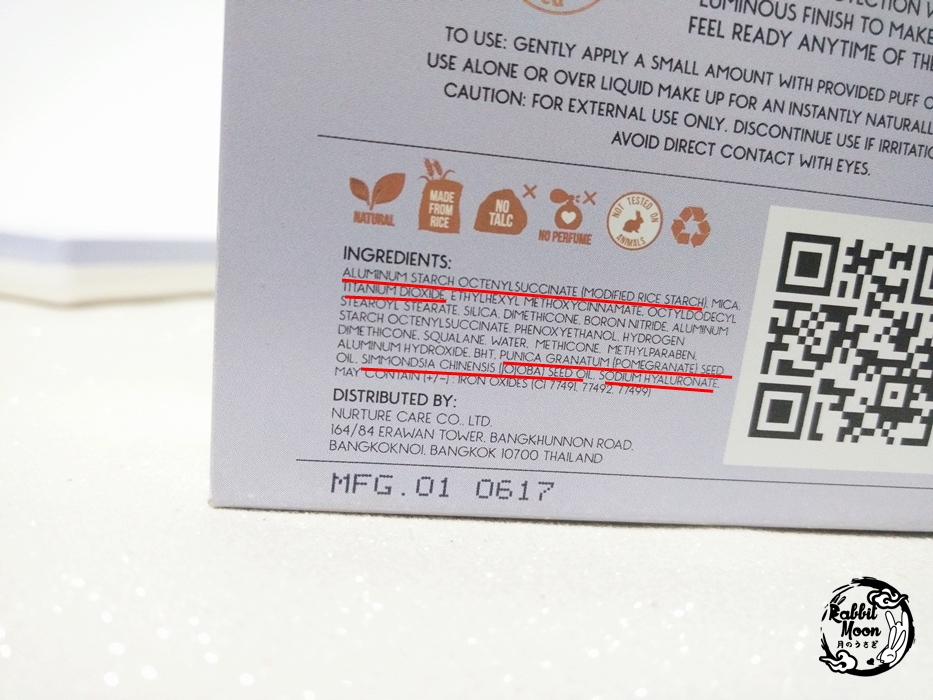 OTECTION W
LUMINOUS FINISH TO MAKE
FEEL READY ANYTIME OF THE
TO USE: GENTLY APPLY A SMALL AMOUNT WITH PROVIDED PUFF O
USE ALONE OR OVER LIQUID MAKE UP FOR AN INSTANTLY NATURALL
CAUTION: FOR EXTERNAL USE ONLY. DISCONTINUE USE IF IRRITATIO
AVOID DIRECT CONTACT WITH EYES.
NATURAL
MADE FROM RICE
NO TALC
NO PERFUME
NOT TESTED ON ANIMALS
INGREDIENTS:
ALUMINUM STARCH OCTENYLSUCCINATE (MODIFIED RICE STARCH), MICA,
TITANIUM DIOXIDE, ETHYLHEXYL METHOXYCINNAMATE, OCTYLDODECYL
STEAROYL STEARATE, SILICA, DIMETHICONE, BORON NITRIDE, ALUMINUM
STARCH OCTENYLSUCCINATE, PHENOXYETHANOL, HYDROGEN
DIMETHICONE, SQUALANE, WATER, METHICONE, METHYLPARABEN,
ALUMINUM HYDROXIDE, BHT, PUNICA GRANATUM (POMEGRANATE) SEED
OIL, SIMMONDSIA CHINENSIS (JOJOBA) SEED OIL, SODIUM HYALURONATE.
MAY CONTAIN (+/-) : IRON OXIDES (CI 77491, 77492, 77499)
DISTRIBUTED BY:
NURTURE CARE CO., LTD.
164/84 ERAWAN TOWER, BANGKHUNNON ROAD,
BANGKOKNOI, BANGKOK 10700 THAILAND
MFG.01 0617
Rabbit
Moon
月のうさぎ